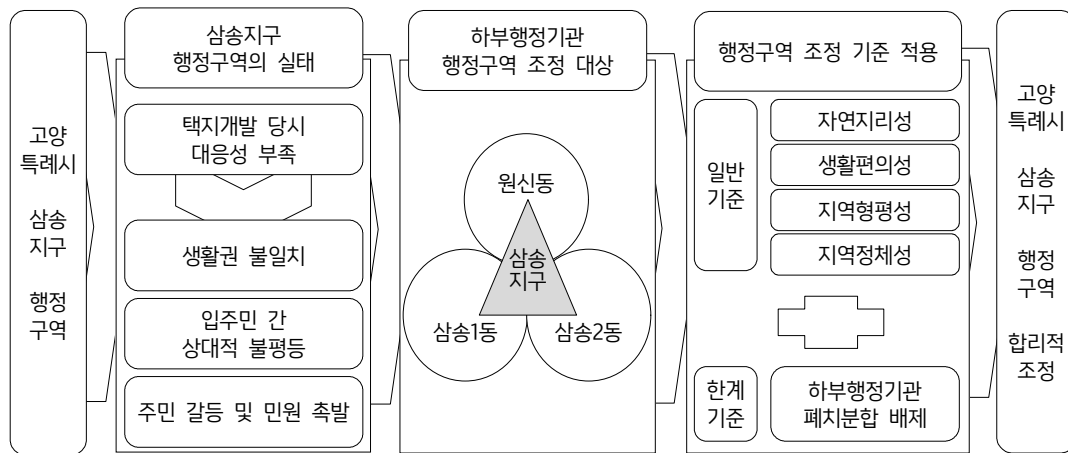 고양
특례시
삼송
지구
행정
구역
삼송지구
행정구역의 실태
택지개발 당시
대응성 부족
생활권 불일치
입주민 간
상대적 불평등
주민 갈등 및 민원 촉발
하부행정기관
행정구역 조정 대상
원신동
삼송
지구
삼송1동
삼송2동
행정구역 조정 기준 적용
일반
기준
자연지리성
생활편의성
지역형평성
지역정체성
한계
기준
하부행정기관
폐치분합 배제
고양
특례시
삼송
지구
행정
구역
합리적
조정